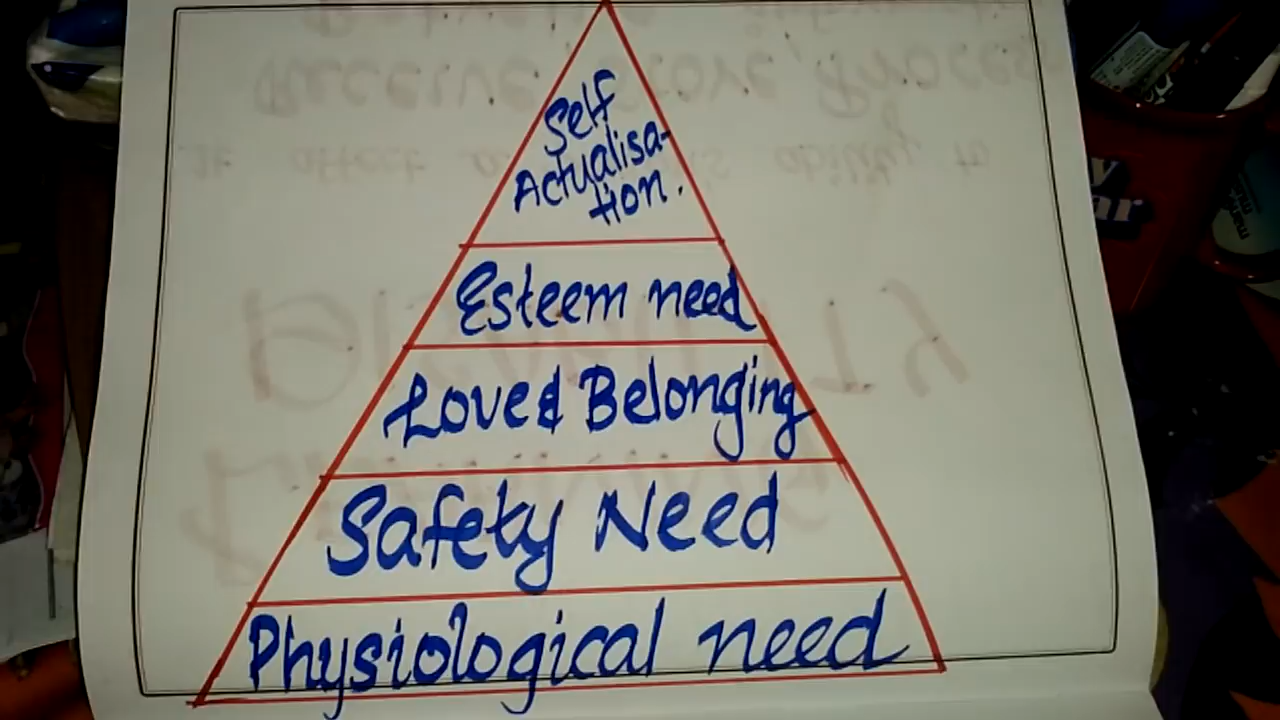 Self
Actualisa-
tion.
Esteem need
Love & Belonging
Safety Need
Physiological need